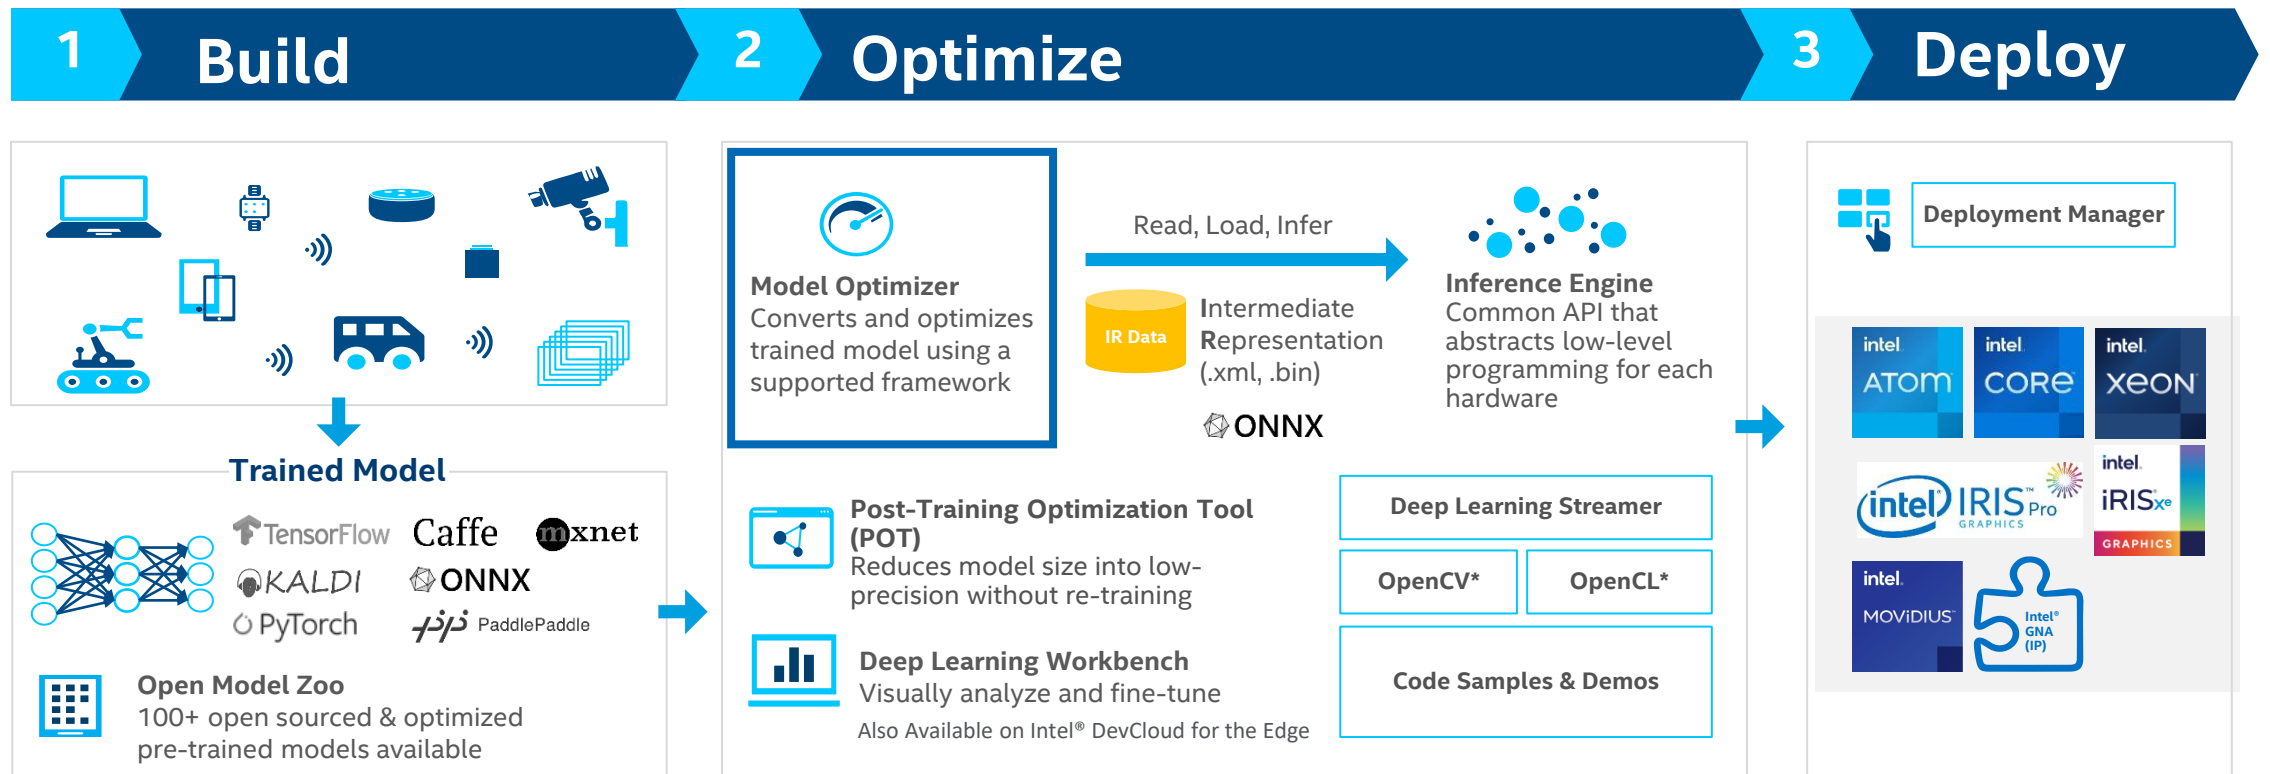 1 Build
2 Optimize
3 Deploy
Trained Model
TensorFlow
Caffe
mxnet
KALDI
ONNX
PyTorch
PaddlePaddle
Open Model Zoo
100+ open sourced & optimized
pre-trained models available
Model Optimizer
Converts and optimizes
trained model using a
supported framework
Read, Load, Infer
IR Data
Intermediate
Representation
(.xml, .bin)
ONNX
Inference Engine
Common API that
abstracts low-level
programming for each
hardware
Post-Training Optimization Tool
(POT)
Reduces model size into low-
precision without re-training
Deep Learning Workbench
Visually analyze and fine-tune
Also Available on Intel® DevCloud for the Edge
Deep Learning Streamer
OpenCV*
OpenCL*
Code Samples & Demos
Deployment Manager
intel.
ATOM™
intel.
CORE™
intel.
XEON™
intel IRIS™ Pro
GRAPHICS
intel.
iRISxe
GRAPHICS
intel.
MOViDIUS™
Intel®
GNA
(IP)